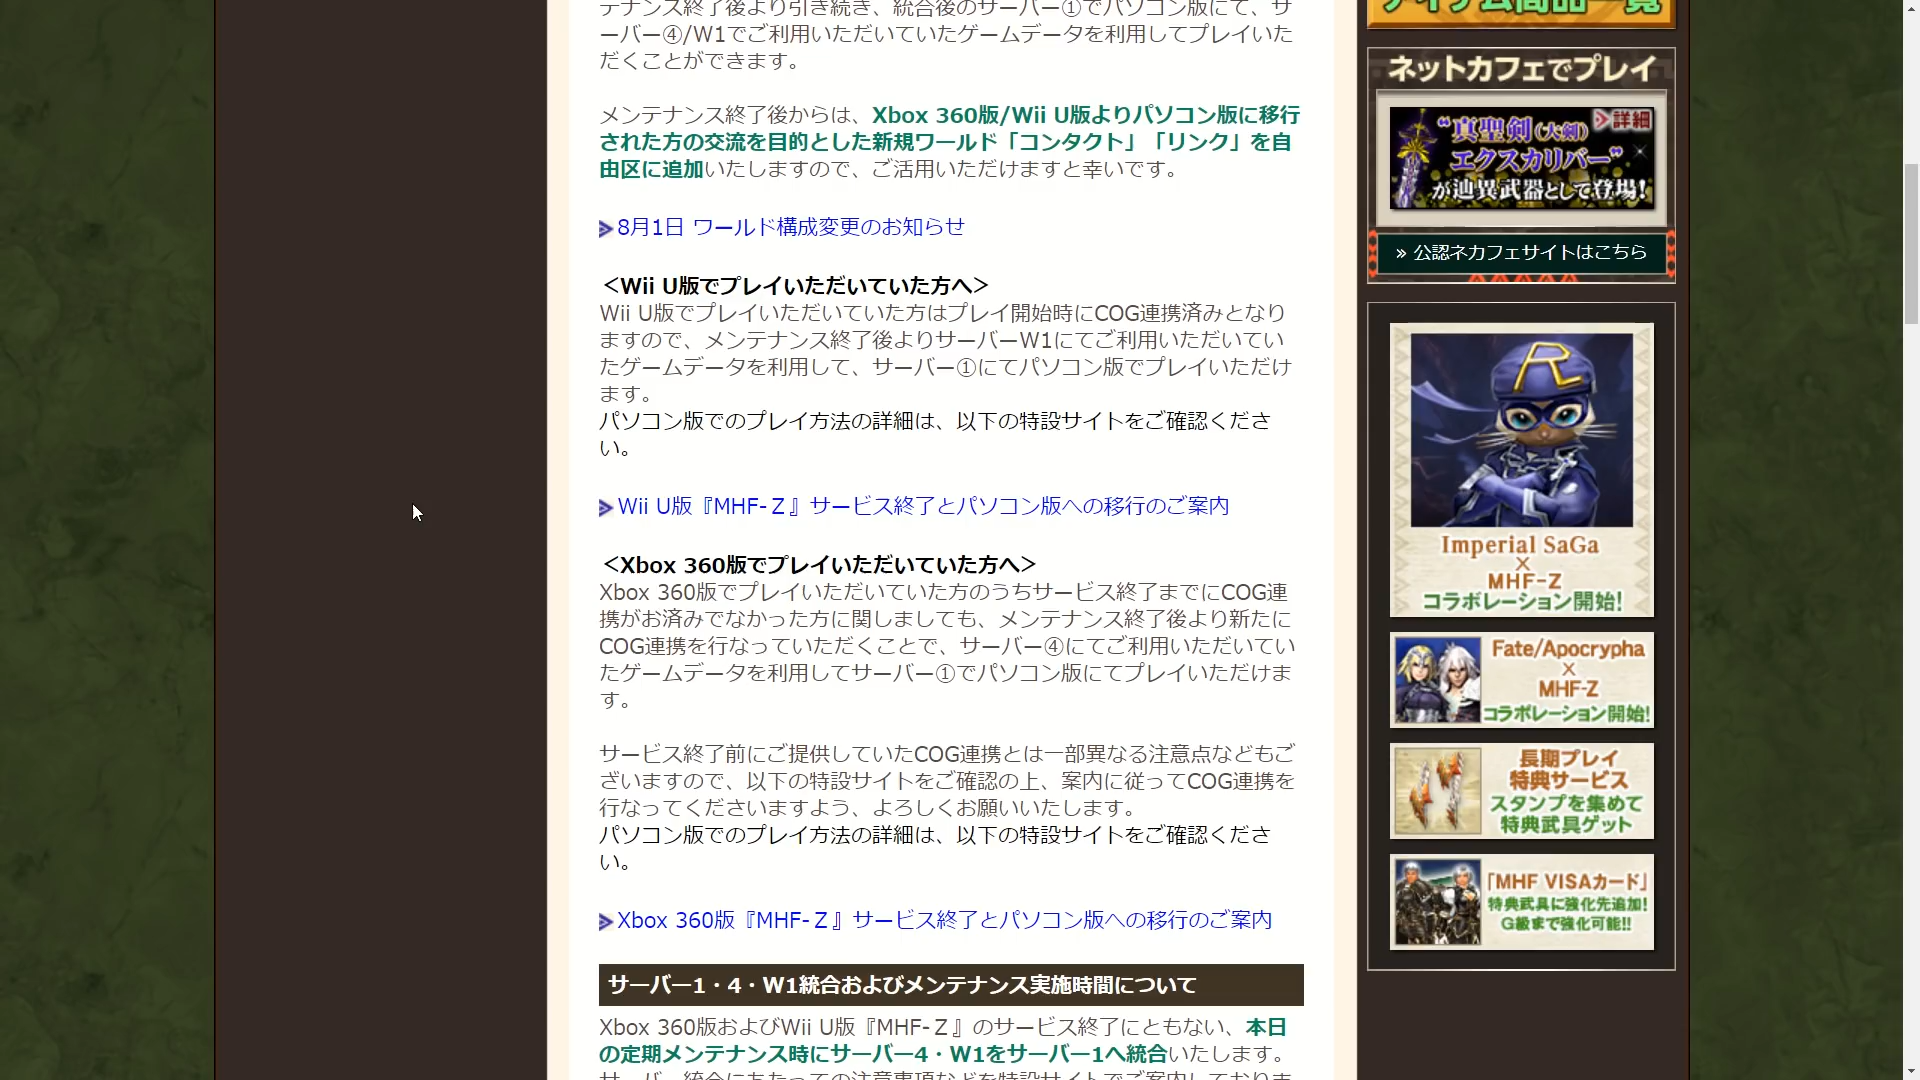 テナンス終了後より引き続き、統合後のサーバー①でパソコン版にて、サ
ーバー④/W1でご利用いただいていたゲームデータを利用してプレイいた
だくことができます。
メンテナンス終了後からは、Xbox 360版/Wii U版よりパソコン版に移行
された方の交流を目的とした新規ワールド「コンタクト」「リンク」を自
由区に追加いたしますので、ご活用いただけますと幸いです。
8月1日 ワールド構成変更のお知らせ
＜Wii U版でプレイいただいていた方へ＞
Wii U版でプレイいただいていた方はプレイ開始時にCOG連携済みとなり
ますので、メンテナンス終了後よりサーバーW1にてご利用いただいてい
たゲームデータを利用して、サーバー①にてパソコン版でプレイいただけ
ます。
パソコン版でのプレイ方法の詳細は、以下の特設サイトをご確認くださ
い。
Wii U版『MHF-Ｚ』サービス終了とパソコン版への移行のご案内
＜Xbox 360版でプレイいただいていた方へ＞
Xbox 360版でプレイいただいていた方のうちサービス終了までにCOG連
携がお済みでなかった方に関しましても、メンテナンス終了後より新たに
COG連携を行なっていただくことで、サーバー④にてご利用いただいてい
たゲームデータを利用してサーバー①でパソコン版にてプレイいただけま
す。
サービス終了前にご提供していたCOG連携とは一部異なる注意点などもご
ざいますので、以下の特設サイトをご確認の上、案内に従ってCOG連携を
行なってくださいますよう、よろしくお願いいたします。
パソコン版でのプレイ方法の詳細は、以下の特設サイトをご確認くださ
い。
Xbox 360版『MHF-Ｚ』サービス終了とパソコン版への移行のご案内
サーバー1・4・W1統合およびメンテナンス実施時間について
Xbox 360版およびWii U版『MHF-Ｚ』のサービス終了にともない、本日
の定期メンテナンス時にサーバー4・W1をサーバー1へ統合いたします。
サーバー統合にあたっての注意事項などを特設サイトでご案内しておりま
アイテム商品一覧
ネットカフェでプレイ
"真聖剣(大剣)
詳細
エクスカリバー"
が辿異武器として登場!
» 公認ネカフェサイトはこちら
R
Imperial SaGa
×
MHF-Z
コラボレーション開始!
Fate/Apocrypha
×
MHF-Z
コラボレーション開始!
長期プレイ
特典サービス
スタンプを集めて
特典武具ゲット
「MHF VISAカード」
特典武具に強化先追加!
G級まで強化可能!!